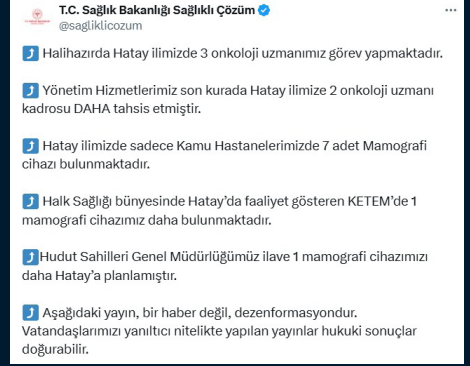 T.C. Sağlık Bakanlığı Sağlıklı Çözüm
@sagliklicozum
Halihazırda Hatay ilimizde 3 onkoloji uzmanımız görev yapmaktadır.
Yönetim Hizmetlerimiz son kurada Hatay ilimize 2 onkoloji uzmanı
kadrosu DAHA tahsis etmiştir.
Hatay ilimizde sadece Kamu Hastanelerimizde 7 adet Mamografi
cihazı bulunmaktadır.
Halk Sağlığı bünyesinde Hatay’da faaliyet gösteren KETEM’de 1
mamografi cihazımız daha bulunmaktadır.
Hudut Sahilleri Genel Müdürlüğümüz ilave 1 mamografi cihazımızı
daha Hatay’a planlamıştır.
Aşağıdaki yayın, bir haber değil, dezenformasyondur.
Vatandaşlarımızı yanıltıcı nitelikte yapılan yayınlar hukuki sonuçlar
doğurabilir.